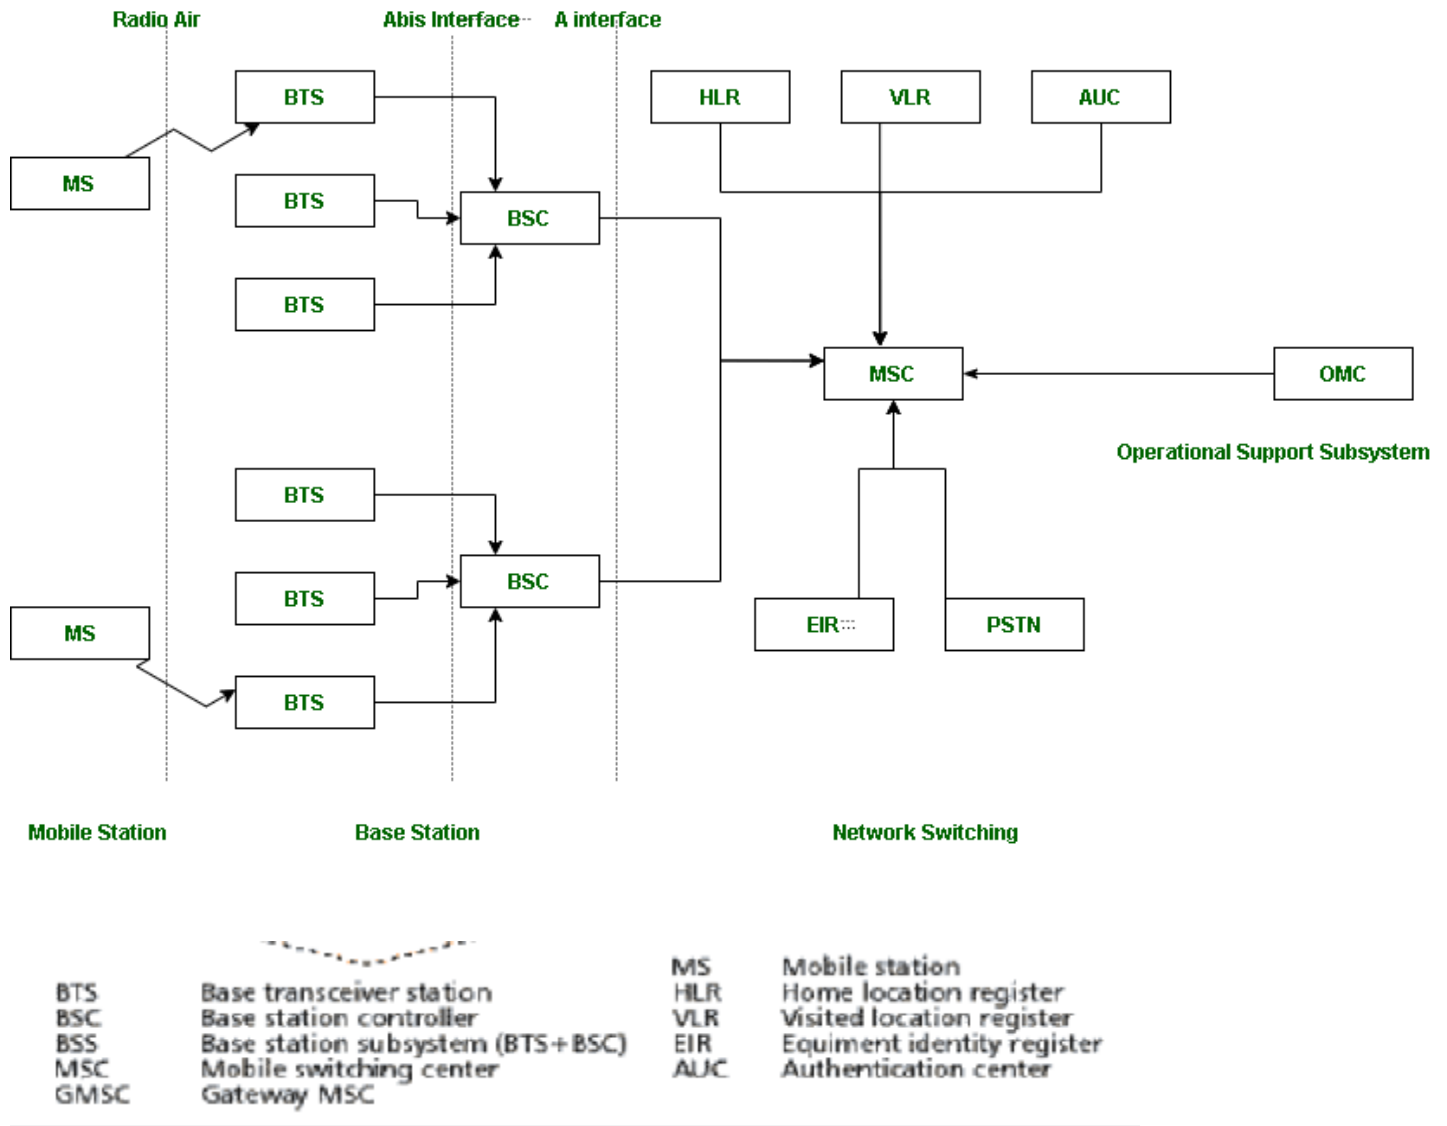 Radio Air Abis Interface A interface
BTS HLR VLR AUC
MS
BTS BSC
BTS
MSC OMC
Operational Support Subsystem
BTS
BTS BSC
MS EIR PSTN
BTS
Mobile Station Base Station Network Switching
BTS Base transceiver station
BSC Base station controller
BSS Base station subsystem (BTS+BSC)
MSC Mobile switching center
GMSC Gateway MSC
MS Mobile station
HLR Home location register
VLR Visited location register
EIR Equiment identity register
AUC Authentication center